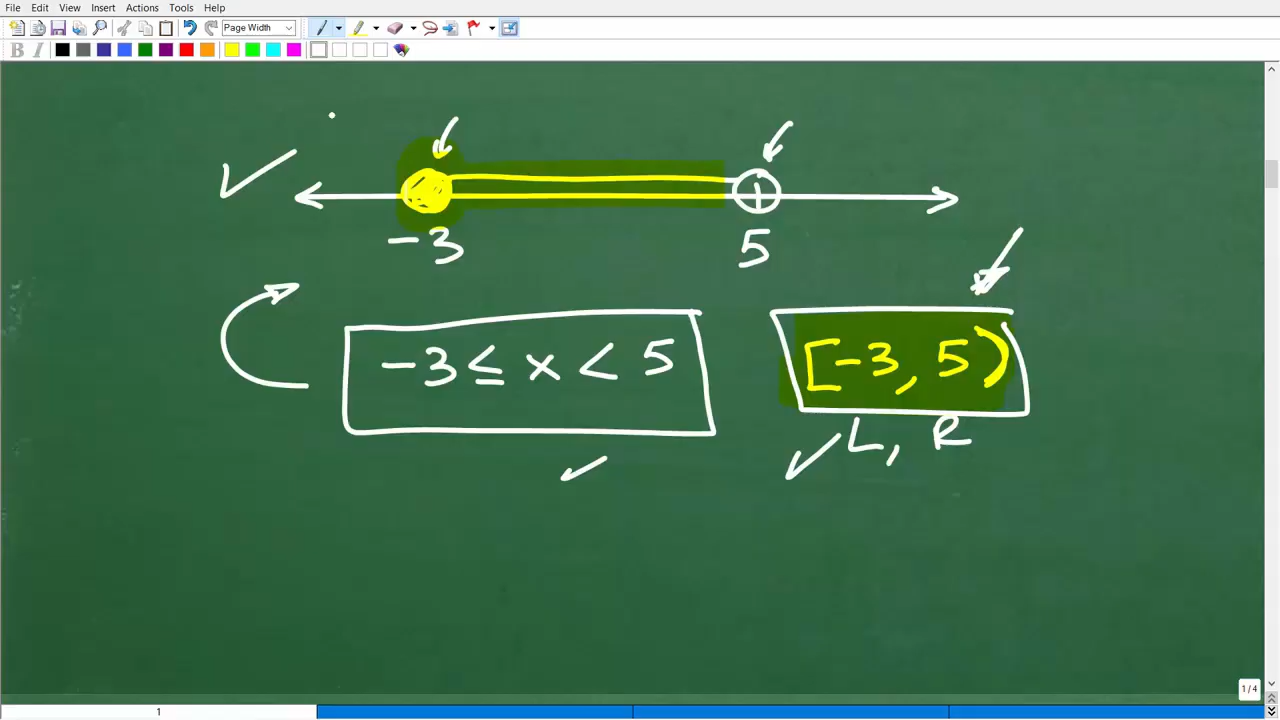 File Edit View Insert Actions Tools Help
Page Width
B I
-3 5
-3 ≤ x < 5 [-3, 5)
L, R
1/4
1